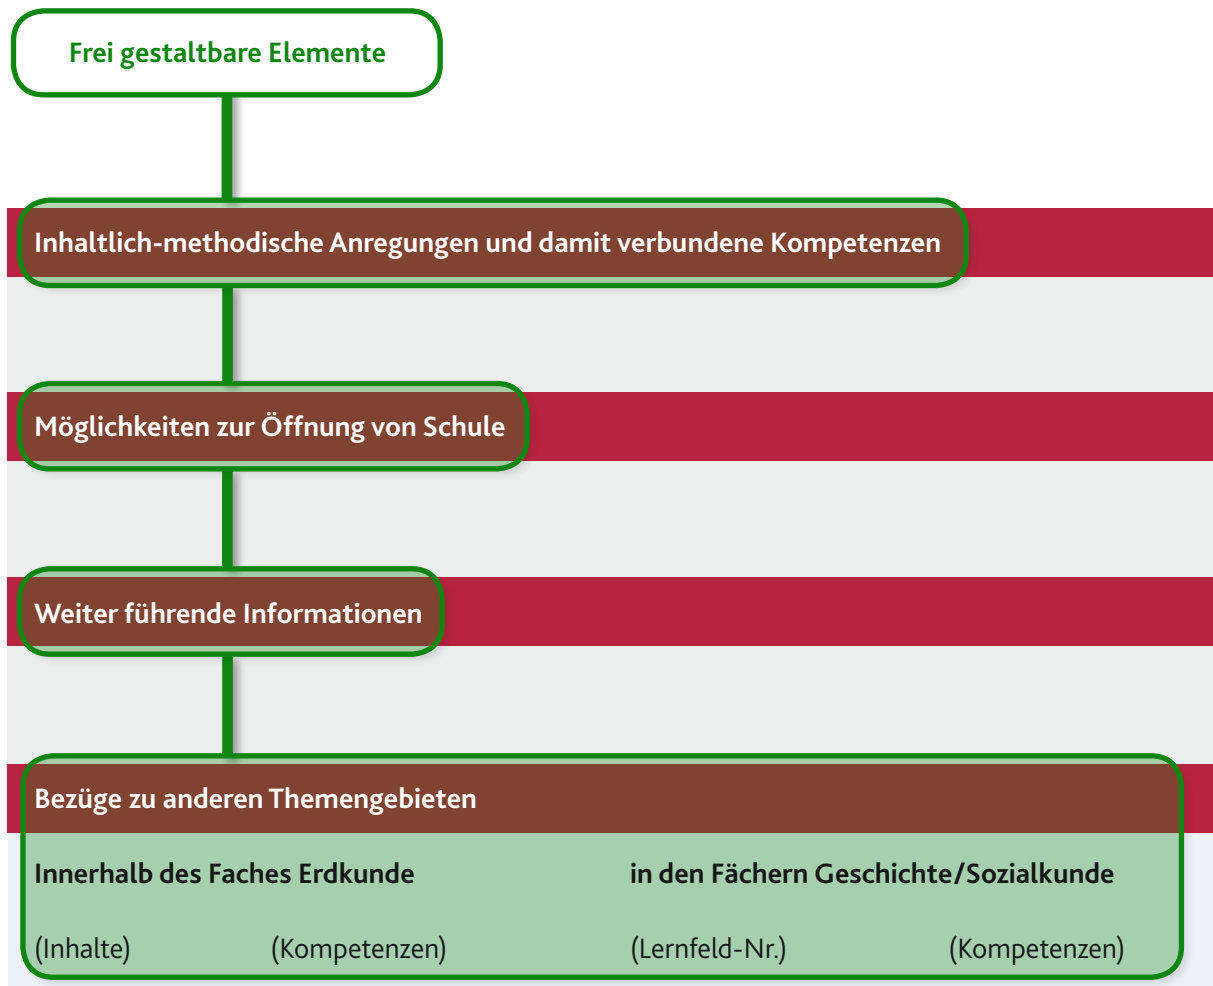 Frei gestaltbare Elemente
Inhaltlich-methodische Anregungen und damit verbundene Kompetenzen
Möglichkeiten zur Öffnung von Schule
Weiter führende Informationen
Bezüge zu anderen Themengebieten
Innerhalb des Faches Erdkunde in den Fächern Geschichte/Sozialkunde
(Inhalte) (Kompetenzen) (Lernfeld-Nr.) (Kompetenzen)